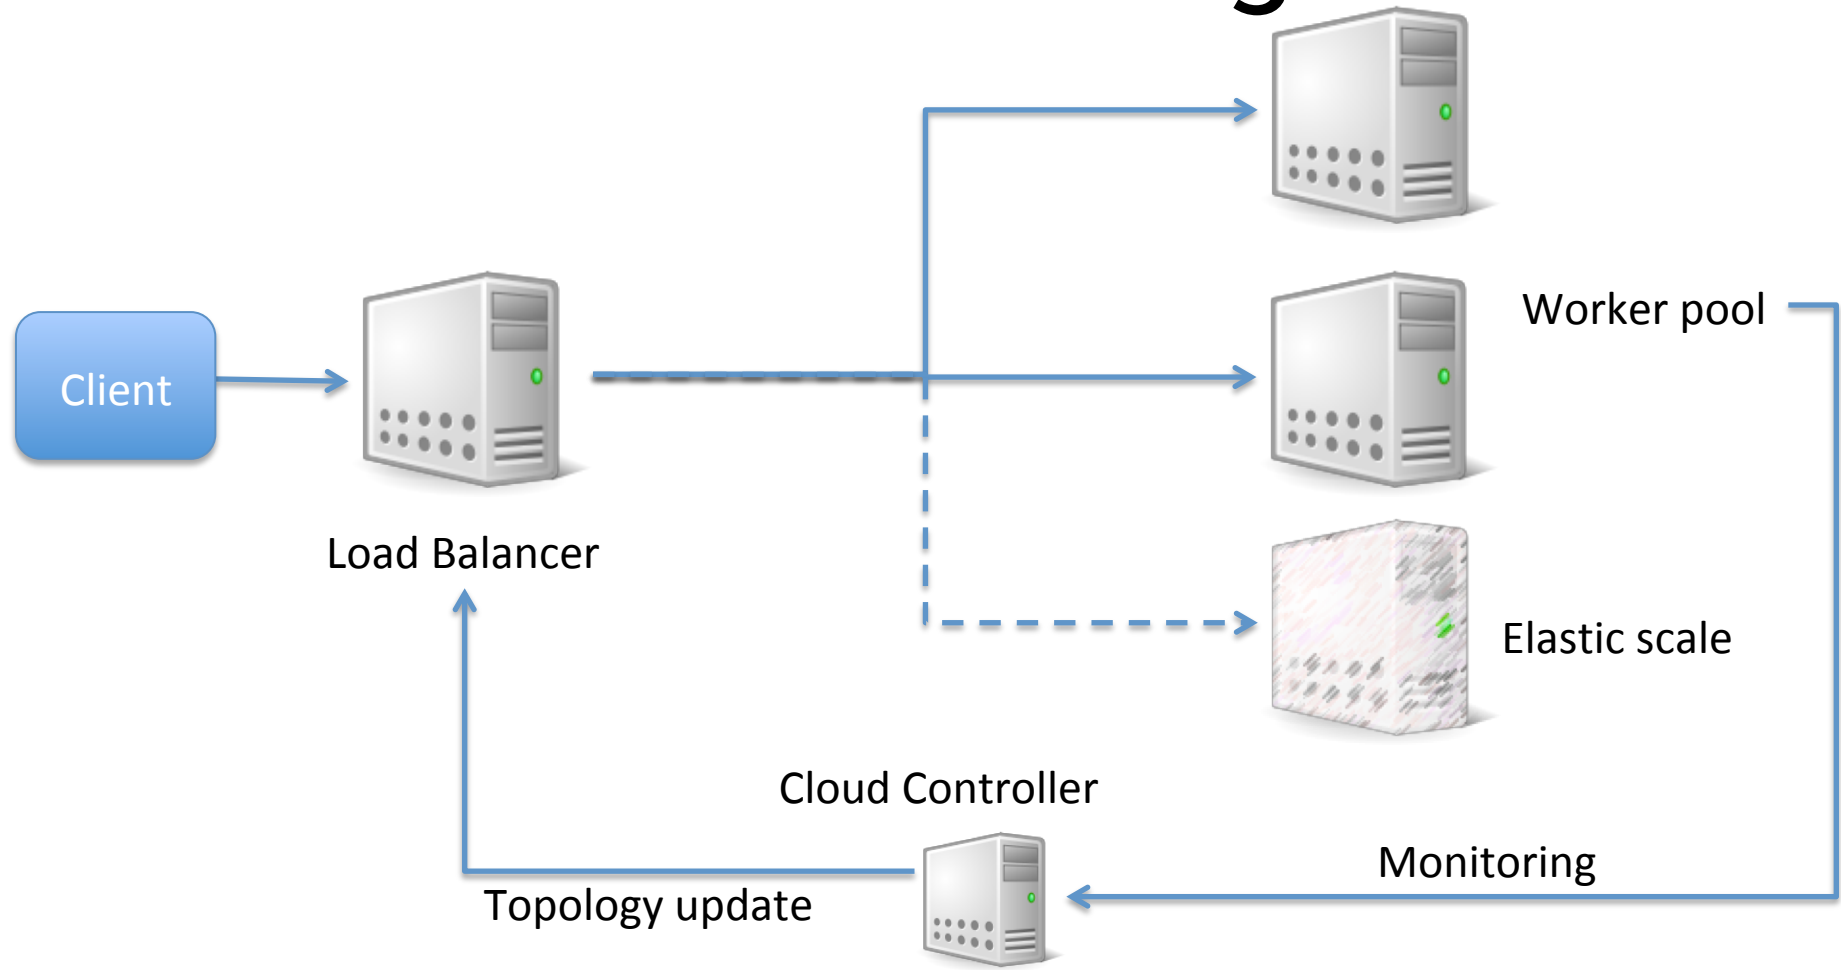 Client
Load Balancer
Worker pool
Elastic scale
Cloud Controller
Monitoring
Topology update